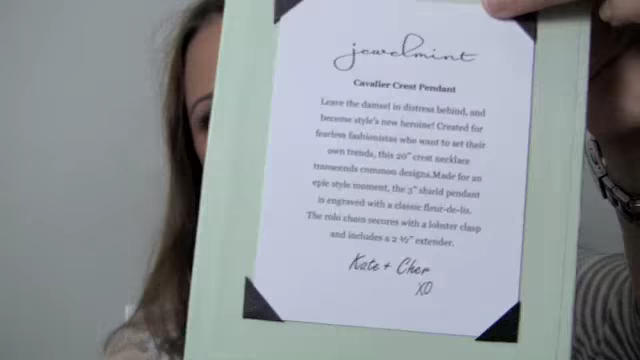 jewelmint
Cavalier Crest Pendant
Leave the damsel in distress behind, and
become style's new heroine! Created for
fearless fashionistas who want to set their
own trends, this 20" crest necklace
transcends common designs.Made for an
epic style moment, the 3" shield pendant
is engraved with a classic fleur-de-lis.
The rolo chain secures with a lobster clasp
and includes a 2 ½" extender.
Kate + Cher
XO